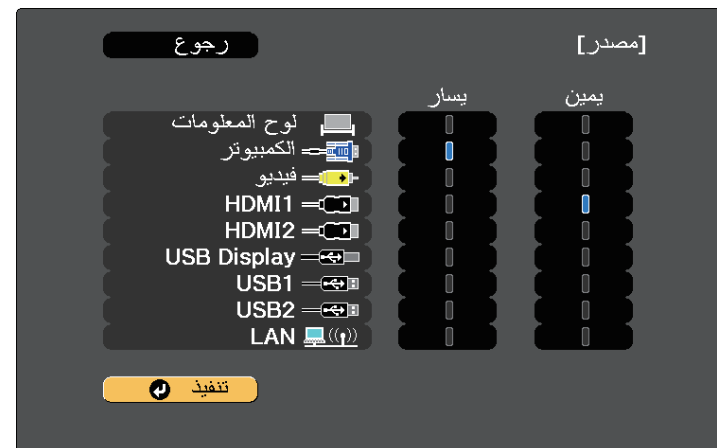 [مصدر]
رجوع
يمين
يسار
لوح المعلومات
الكمبيوتر
فيديو
HDMI1
HDMI2
USB Display
USB1
USB2
LAN
تنفيذ